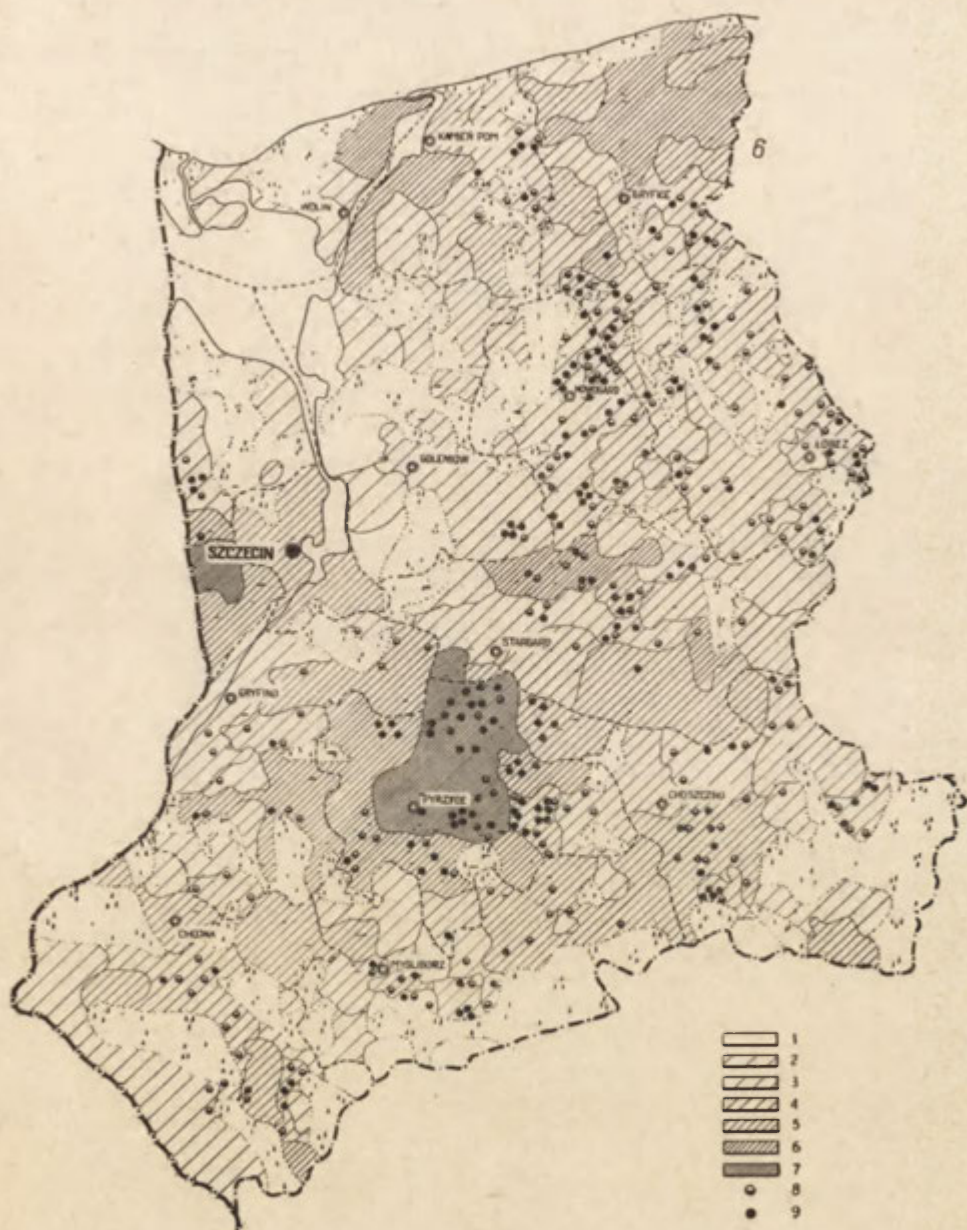 6
KAMIEŃ POM
WOLIN
GRYFICE
NOWOGARD
ŁOBEZ
GOLENIÓW
SZCZECIN
STARGARD
GRYFINO
PYRZYCE
CHOSZCZNO
CHOJNA
MYŚLIBÓRZ
1
2
3
4
5
6
7
8
9